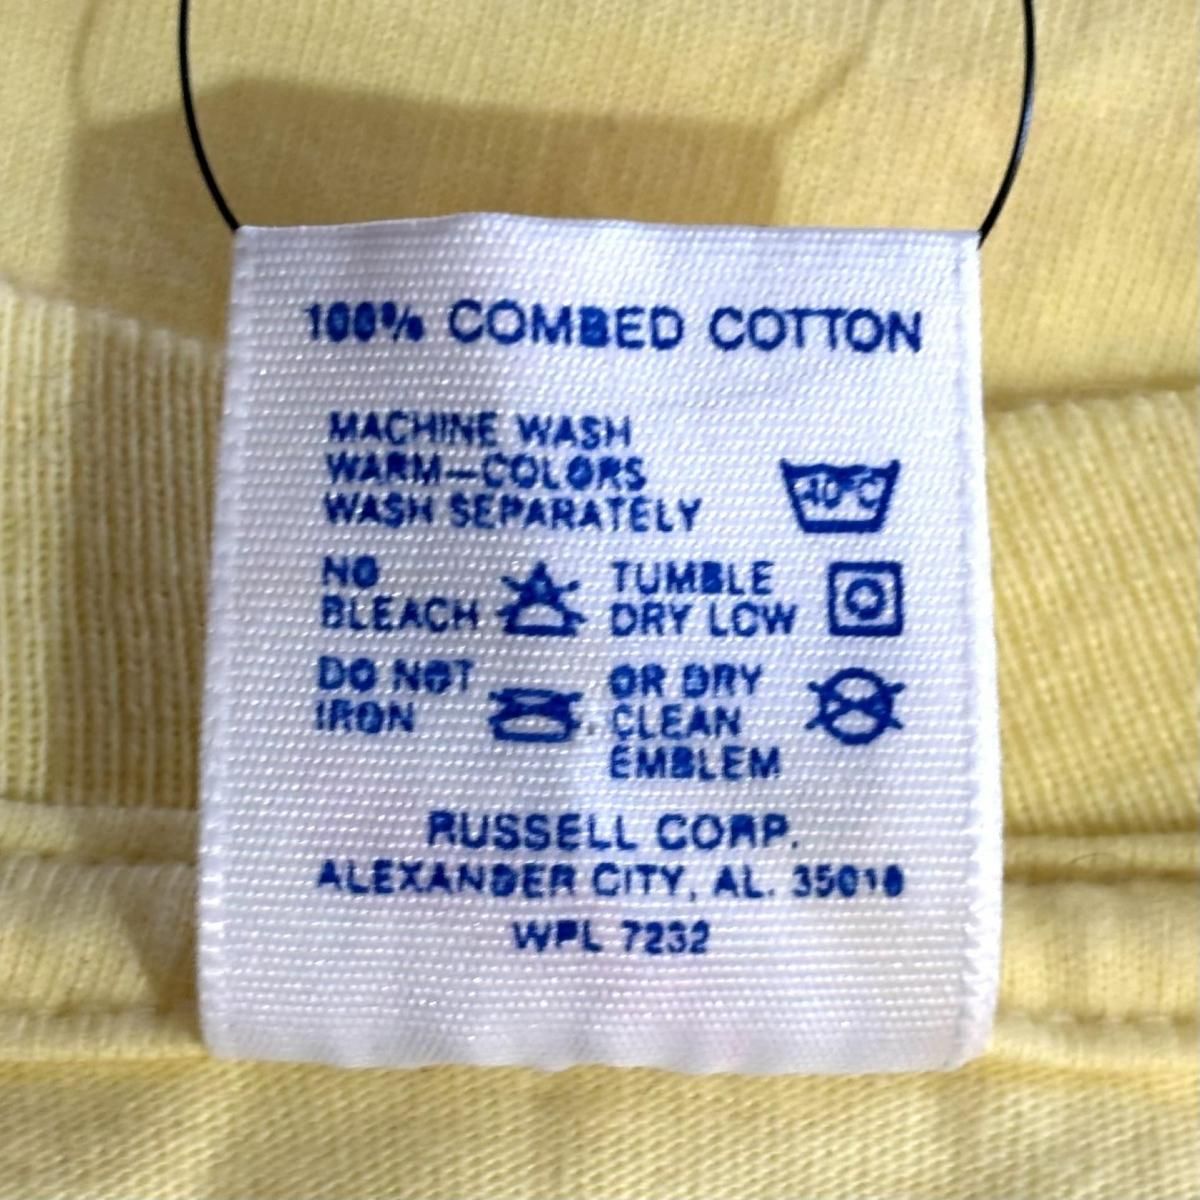 100% COMBED COTTON
MACHINE WASH
WARM—COLORS
WASH SEPARATELY
40°C
NO
BLEACH
TUMBLE
DRY LOW
DO NOT
IRON
OR DRY
CLEAN
EMBLEM
RUSSELL CORP.
ALEXANDER CITY, AL. 35010
WPL 7232